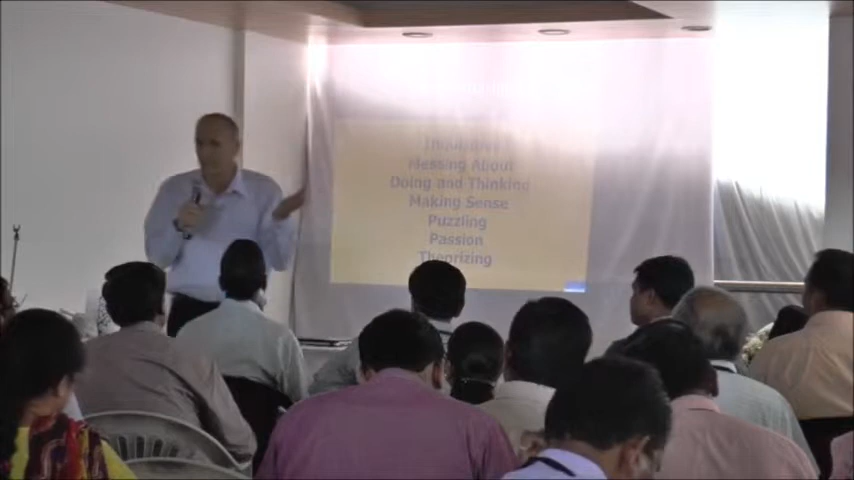 Messing About
Doing and Thinking
Making Sense
Puzzling
Passion
Theorizing